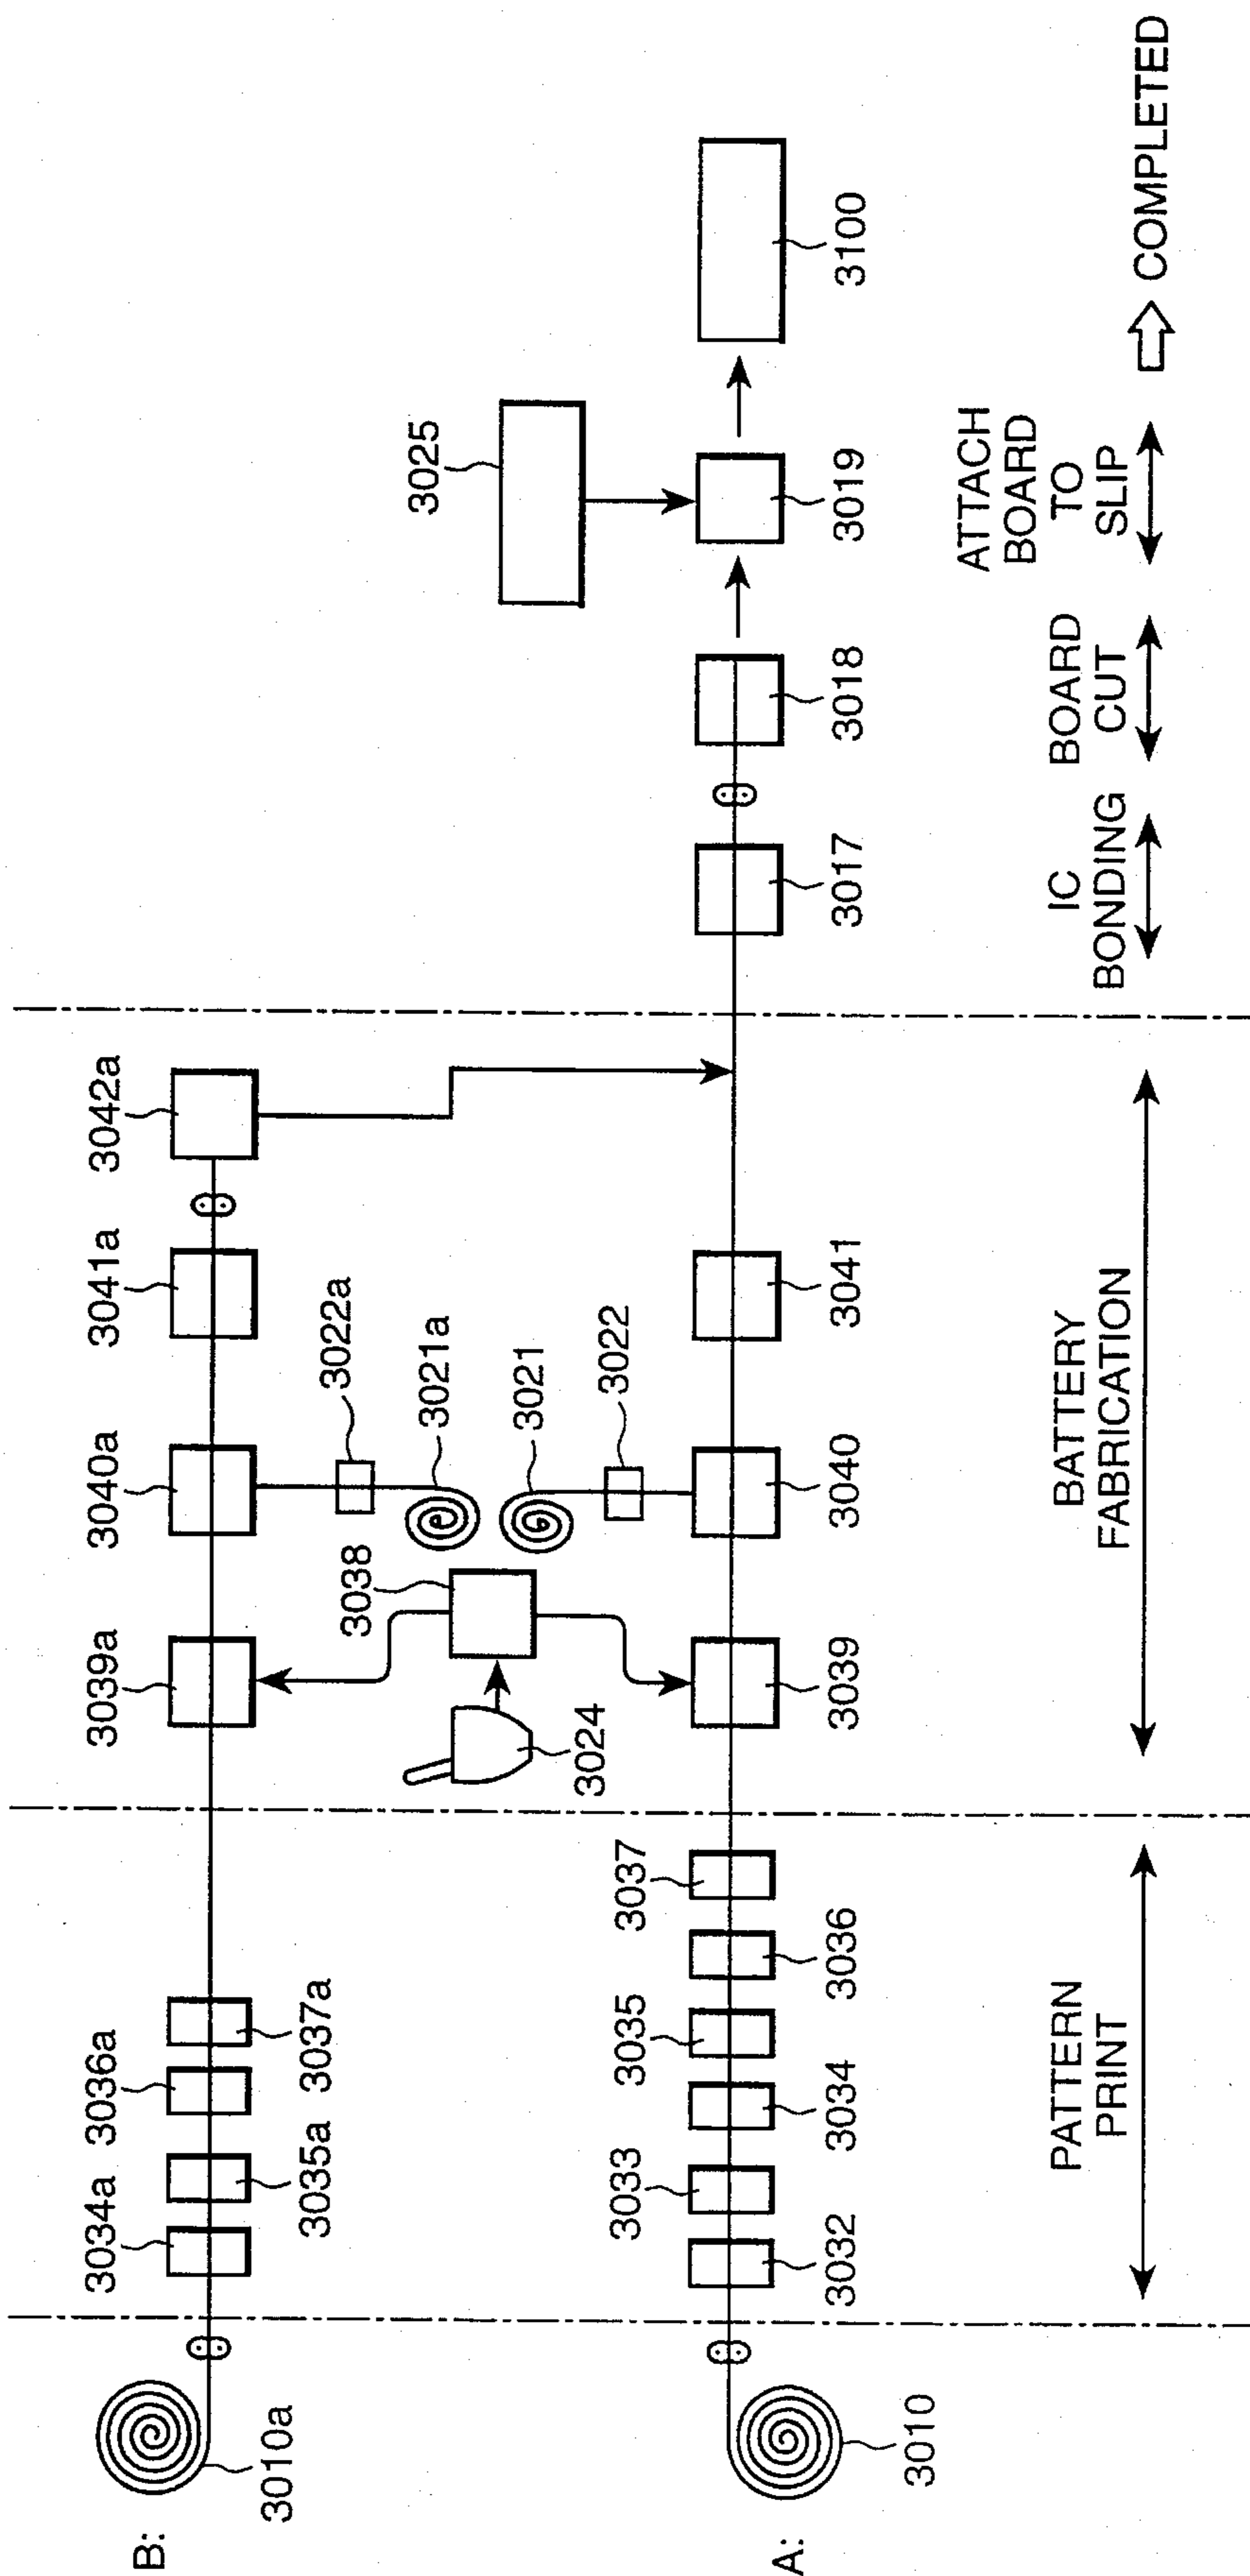 B:
3010a
3034a
3035a
3036a
3037a
3039a
3040a
3041a
3042a
3022a
3021a
3021
3022
3038
3024
3025
A:
3010
3032
3033
3034
3035
3036
3037
3039
3040
3041
3017
3018
3019
3100
PATTERN
PRINT
BATTERY
FABRICATION
IC
BONDING
BOARD
CUT
ATTACH
BOARD
TO
SLIP
COMPLETED